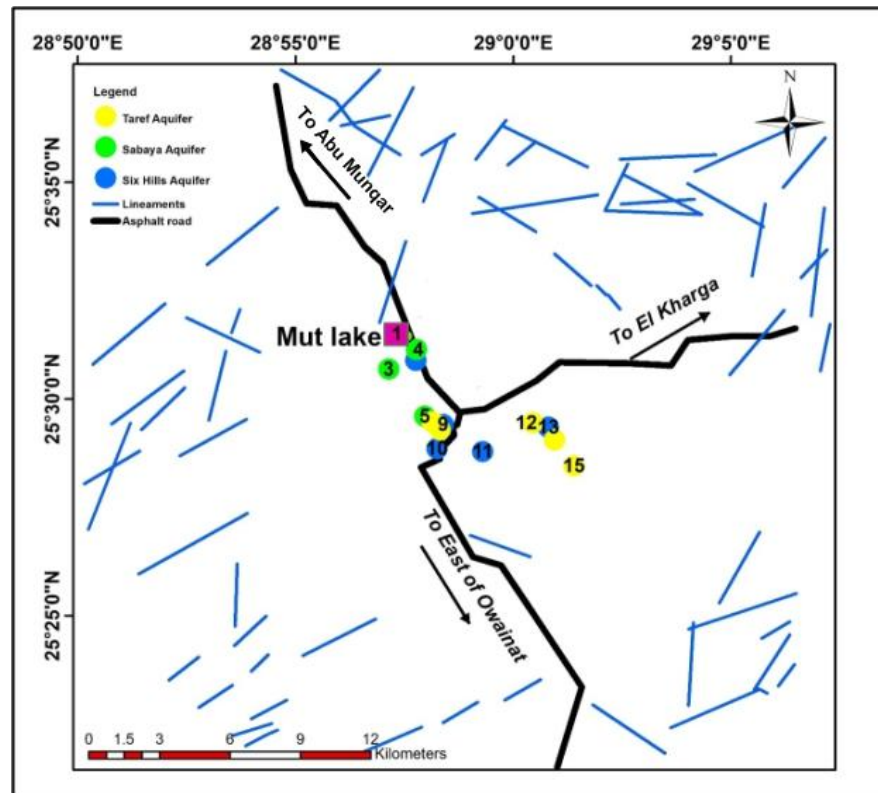 28°50'0"E 28°55'0"E 29°0'0"E 29°5'0"E
N
Legend
Taref Aquifer
Sabaya Aquifer
Six Hills Aquifer
Lineaments
Asphalt road
To Abu Munqar
25°35'0"N
To El Kharga
Mut lake 1
4
3
25°30'0"N
5 9 12 13
10 11
15
To East of Owainat
25°25'0"N
0 1.5 3 6 9 12
Kilometers